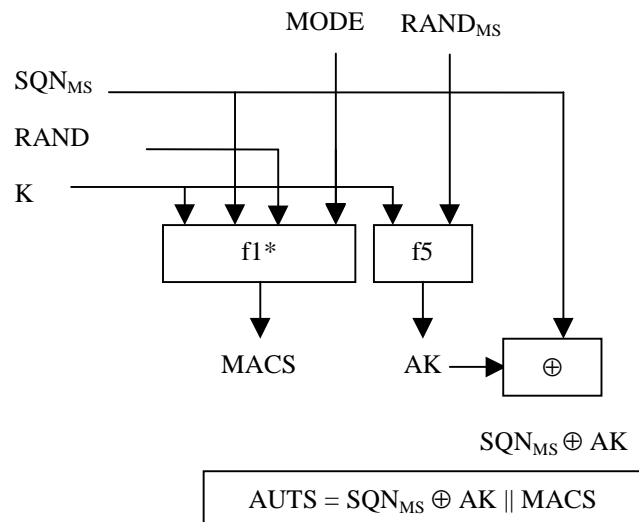 MODE RAND_MS
SQN_MS
RAND
K
f1* f5
MACS AK ⊕
SQN_MS ⊕ AK
AUTS = SQN_MS ⊕ AK || MACS